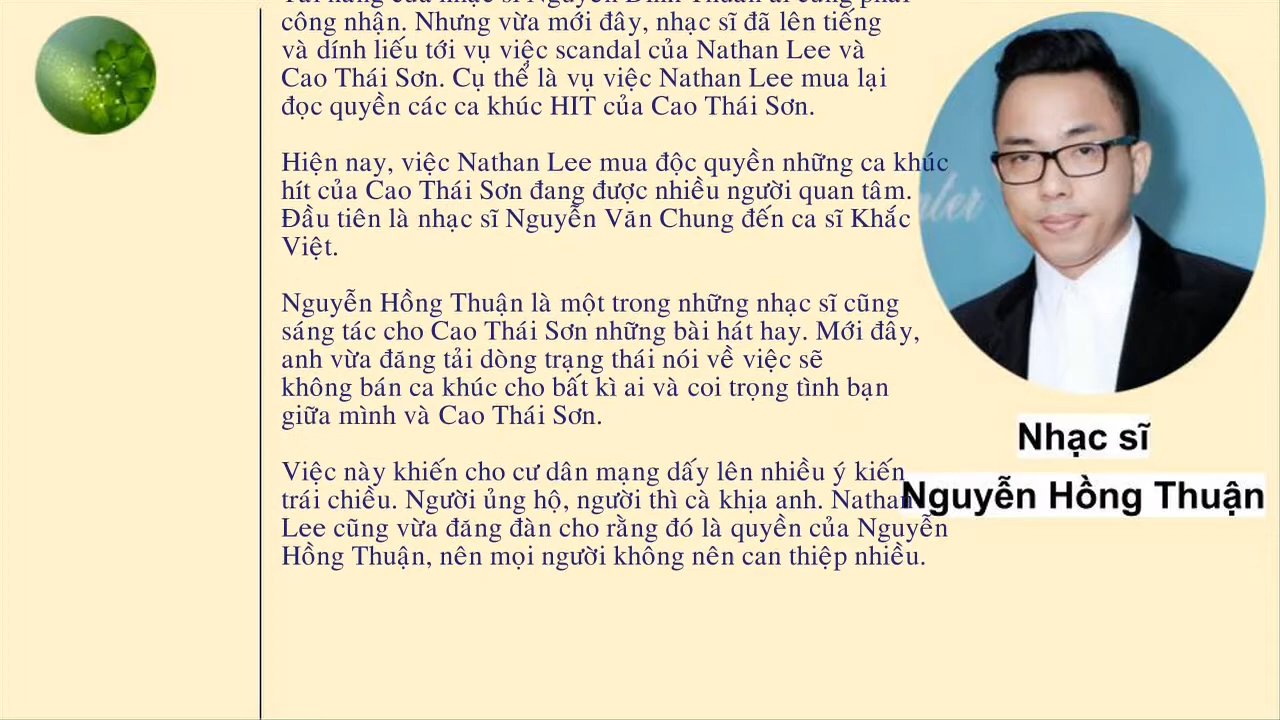 công nhận. Nhưng vừa mới đây, nhạc sĩ đã lên tiếng
và dính liếu tới vụ việc scandal của Nathan Lee và
Cao Thái Sơn. Cụ thể là vụ việc Nathan Lee mua lại
đọc quyền các ca khúc HIT của Cao Thái Sơn.
Hiện nay, việc Nathan Lee mua độc quyền những ca khúc
hít của Cao Thái Sơn đang được nhiều người quan tâm.
Đầu tiên là nhạc sĩ Nguyễn Văn Chung đến ca sĩ Khắc
Việt.
Nguyễn Hồng Thuận là một trong những nhạc sĩ cũng
sáng tác cho Cao Thái Sơn những bài hát hay. Mới đây,
anh vừa đăng tải dòng trạng thái nói về việc sẽ
không bán ca khúc cho bất kì ai và coi trọng tình bạn
giữa mình và Cao Thái Sơn.
Việc này khiến cho cư dân mạng dấy lên nhiều ý kiến
trái chiều. Người ủng hộ, người thì cà khịa anh. Nathan
Lee cũng vừa đăng đàn cho rằng đó là quyền của Nguyễn
Hồng Thuận, nên mọi người không nên can thiệp nhiều.
Nhạc sĩ
Nguyễn Hồng Thuận